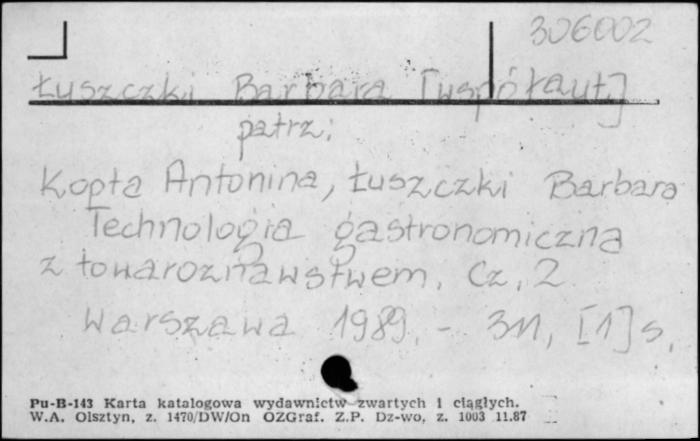 306002
Łuszczki Barbara [współaut.]
patrz:
Kopta Antonina, Łuszczki Barbara
Technologia gastronomiczna
z towaroznawstwem. Cz. 2
Warszawa 1989. - 311, [1] s.
Pu-B-143 Karta katalogowa wydawnictw zwartych i ciągłych.
W.A. Olsztyn, z. 1470/DW/On OZGraf. Z.P. Dz-wo, z. 1003 11.87